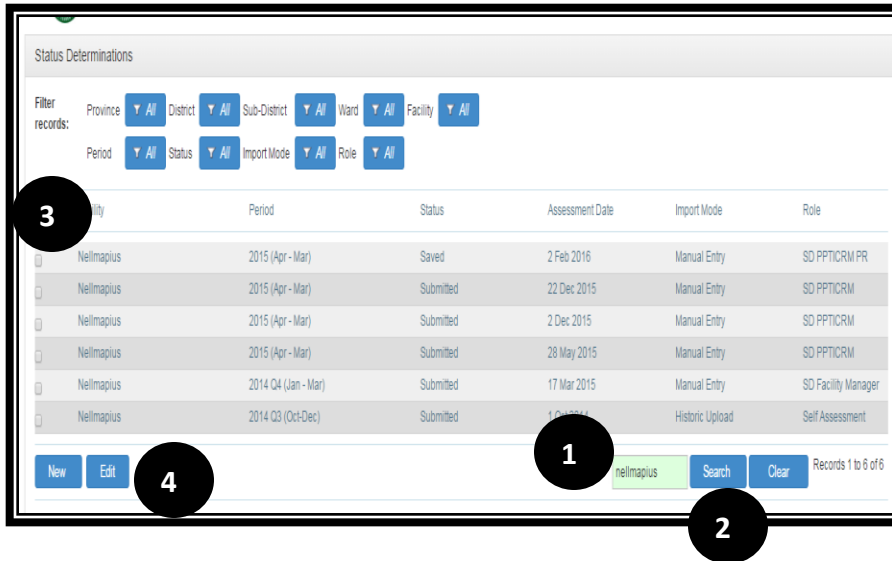 Status Determinations
Filter records:
Province All District All Sub-District All Ward All Facility All
Period All Status All Import Mode All Role All
3
Period Status Assessment Date Import Mode Role
Nellmapius 2015 (Apr - Mar) Saved 2 Feb 2016 Manual Entry SD PPTICRM PR
Nellmapius 2015 (Apr - Mar) Submitted 22 Dec 2015 Manual Entry SD PPTICRM
Nellmapius 2015 (Apr - Mar) Submitted 2 Dec 2015 Manual Entry SD PPTICRM
Nellmapius 2015 (Apr - Mar) Submitted 28 May 2015 Manual Entry SD PPTICRM
Nellmapius 2014 Q4 (Jan - Mar) Submitted 17 Mar 2015 Manual Entry SD Facility Manager
Nellmapius 2014 Q3 (Oct-Dec) Submitted 1 Oct 2014 Historic Upload Self Assessment
1
New Edit 4 nellmapius Search Clear Records 1 to 6 of 6
2